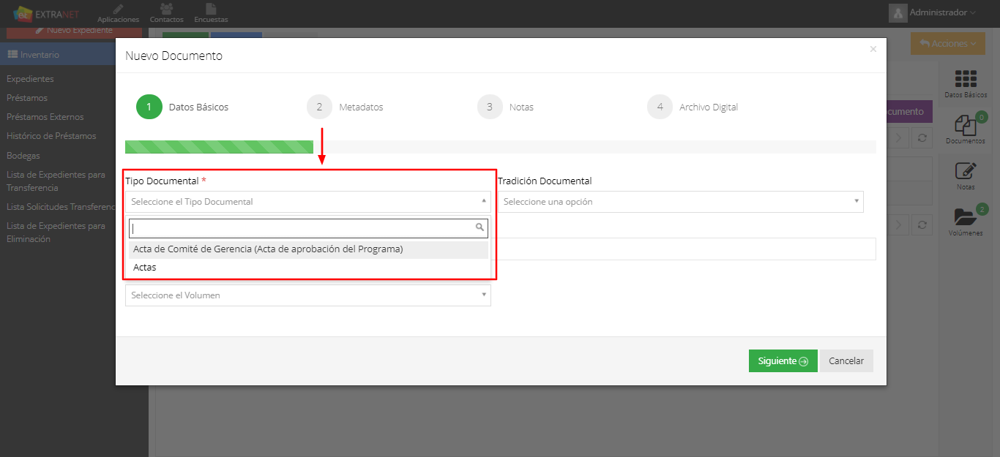 EXTRANET
Aplicaciones
Contactos
Encuestas
Administrador
Nuevo Expediente
Inventario
Expedientes
Préstamos
Préstamos Externos
Histórico de Préstamos
Bodegas
Lista de Expedientes para
Transferencia
Lista Solicitudes Transferenc
Lista de Expedientes para
Eliminación
Nuevo Documento
×
1 Datos Básicos
2 Metadatos
3 Notas
4 Archivo Digital
Tipo Documental *
Seleccione el Tipo Documental
Acta de Comité de Gerencia (Acta de aprobación del Programa)
Actas
Tradición Documental
Seleccione una opción
Seleccione el Volumen
Siguiente
Cancelar
Acciones
cumento
Datos Básicos
0
Documentos
Notas
2
Volúmenes